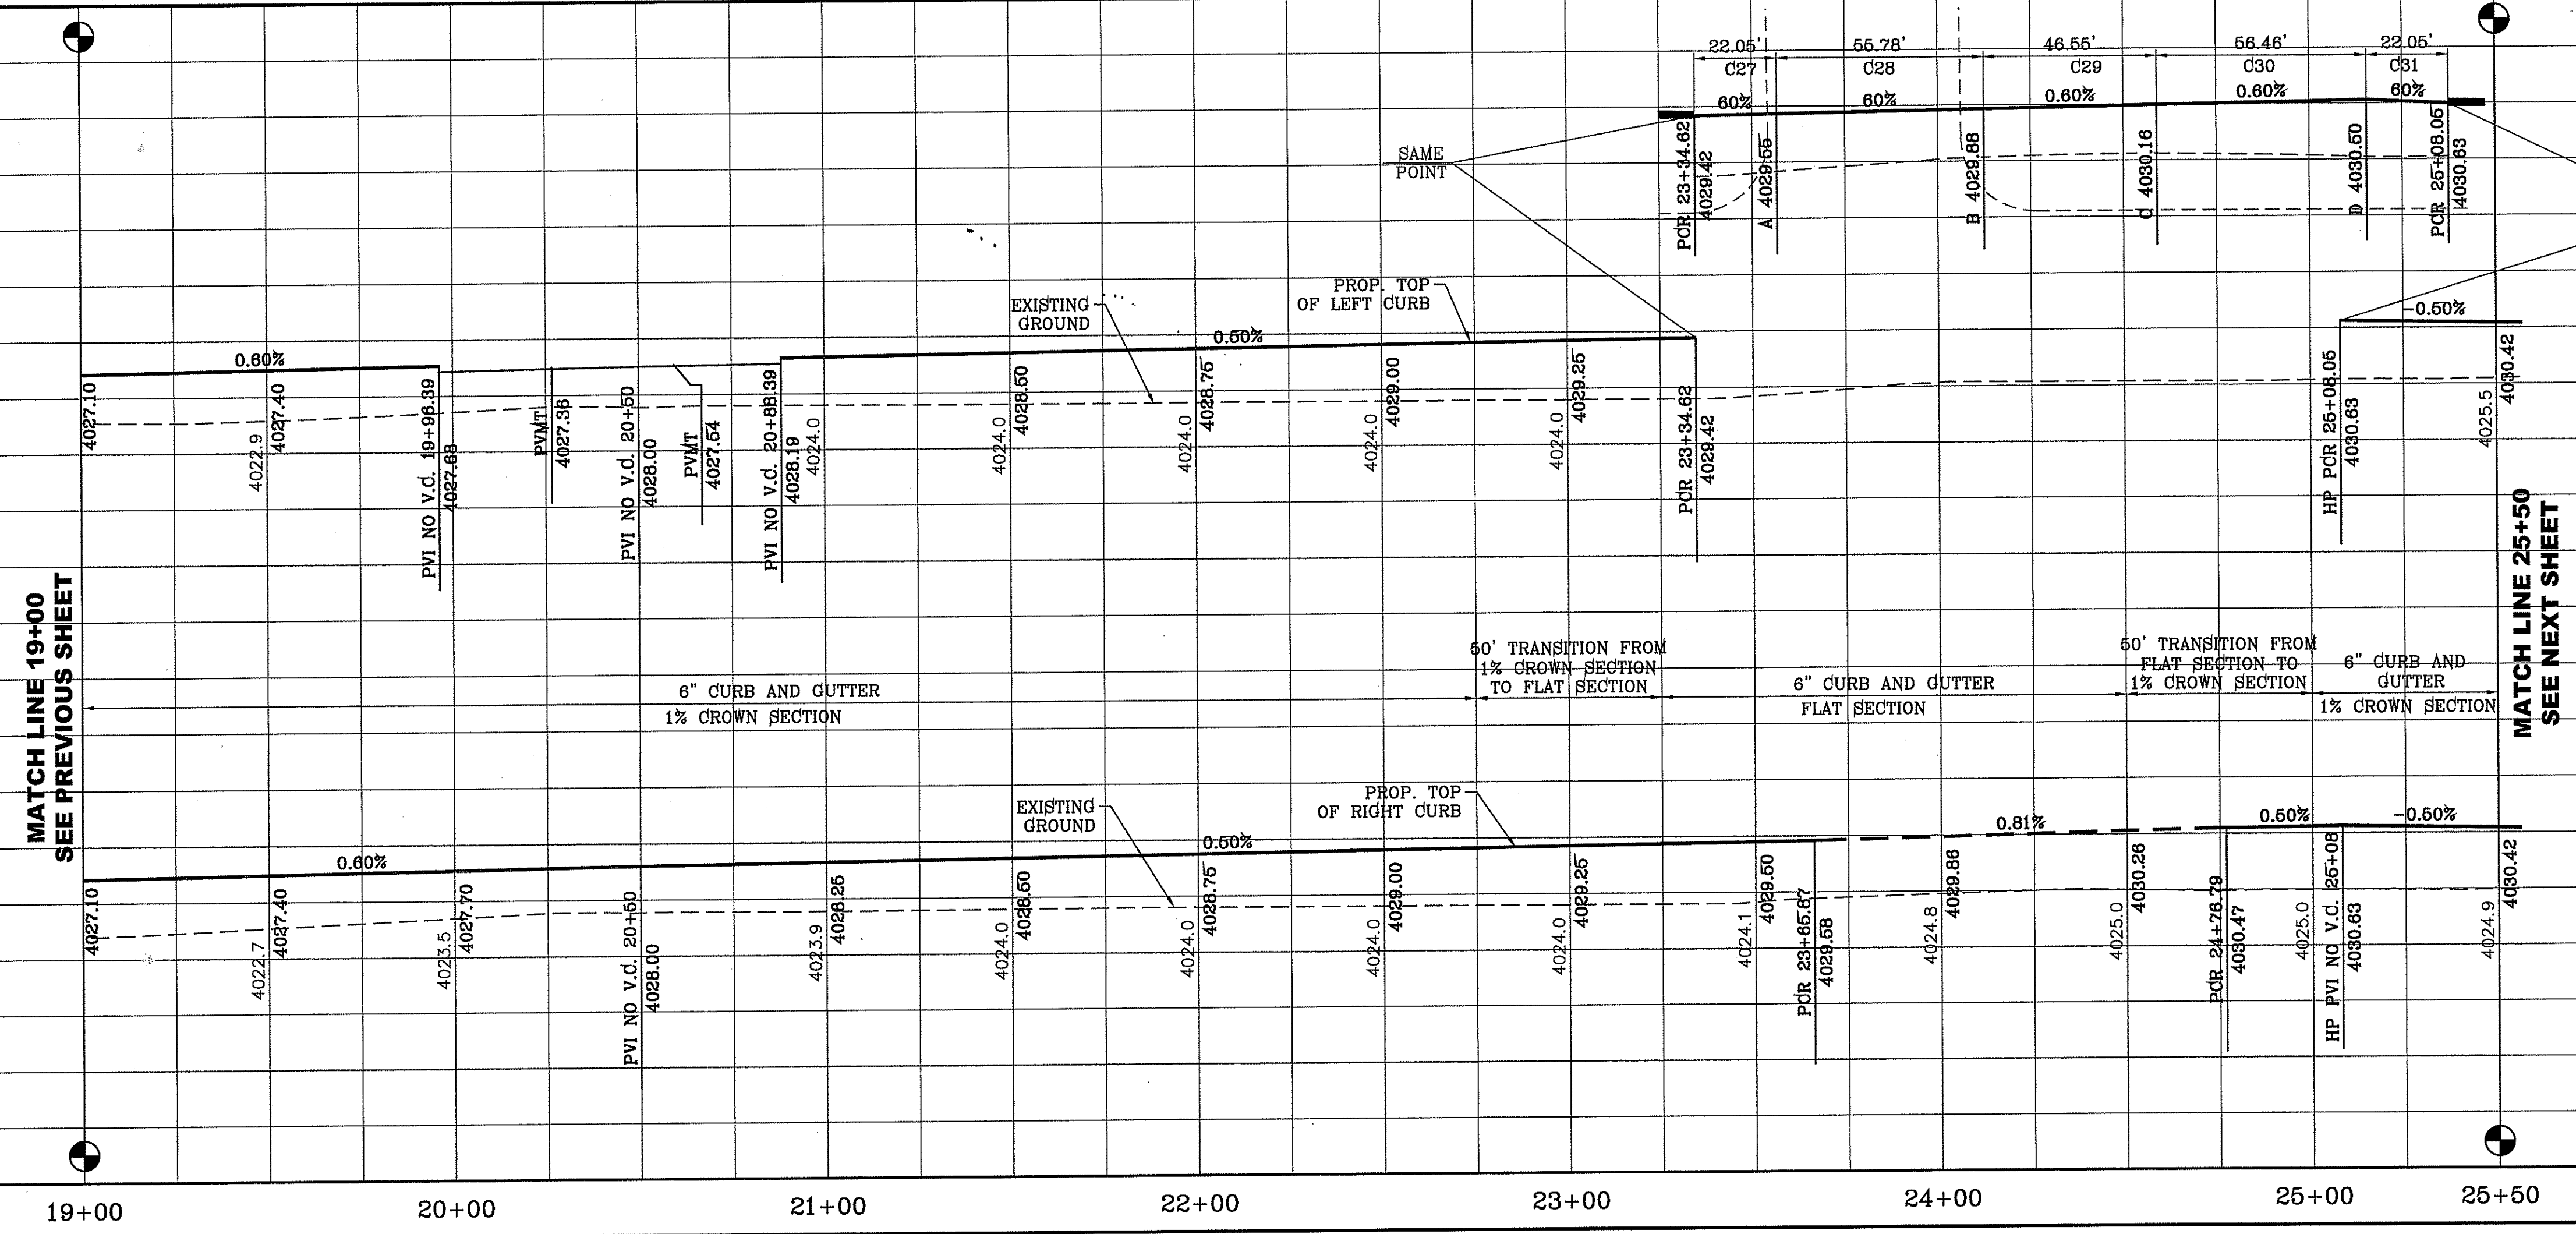 22.05'
55.78'
46.55'
56.46'
22.05'
C27
C28
C29
C30
C31
60%
60%
0.60%
0.60%
60%
PCR 23+34.62
4029.42
A 4029.55
B 4029.88
C 4030.16
D 4030.50
PCR 25+08.05
4030.63
SAME
POINT
EXISTING
GROUND
PROP. TOP
OF LEFT CURB
0.60%
0.50%
-0.50%
4027.10
4022.9
4027.40
PVI NO V.d. 19+96.39
4027.68
PVMT
4027.36
PVI NO V.d. 20+50
4028.00
PVMT
4027.54
PVI NO V.d. 20+88.39
4028.19
4024.0
4024.0
4028.50
4024.0
4028.75
4024.0
4029.00
4024.0
4029.25
PCR 23+34.62
4029.42
HP PCR 25+08.05
4030.63
4025.5
4030.42
MATCH LINE 19+00
SEE PREVIOUS SHEET
MATCH LINE 25+50
SEE NEXT SHEET
6" CURB AND GUTTER
1% CROWN SECTION
50' TRANSITION FROM
1% CROWN SECTION
TO FLAT SECTION
6" CURB AND GUTTER
FLAT SECTION
50' TRANSITION FROM
FLAT SECTION TO
1% CROWN SECTION
6" CURB AND
GUTTER
1% CROWN SECTION
EXISTING
GROUND
PROP. TOP
OF RIGHT CURB
0.60%
0.50%
0.81%
0.50%
-0.50%
4027.10
4022.7
4027.40
4023.5
4027.70
PVI NO V.d. 20+50
4028.00
4023.9
4028.25
4024.0
4028.50
4024.0
4028.75
4024.0
4029.00
4024.0
4029.25
4024.1
4029.50
PCR 23+65.87
4029.58
4024.8
4029.86
4025.0
4030.26
PCR 24+76.79
4030.47
4025.0
HP PVI NO V.d. 25+08
4030.63
4024.9
4030.42
19+00
20+00
21+00
22+00
23+00
24+00
25+00
25+50